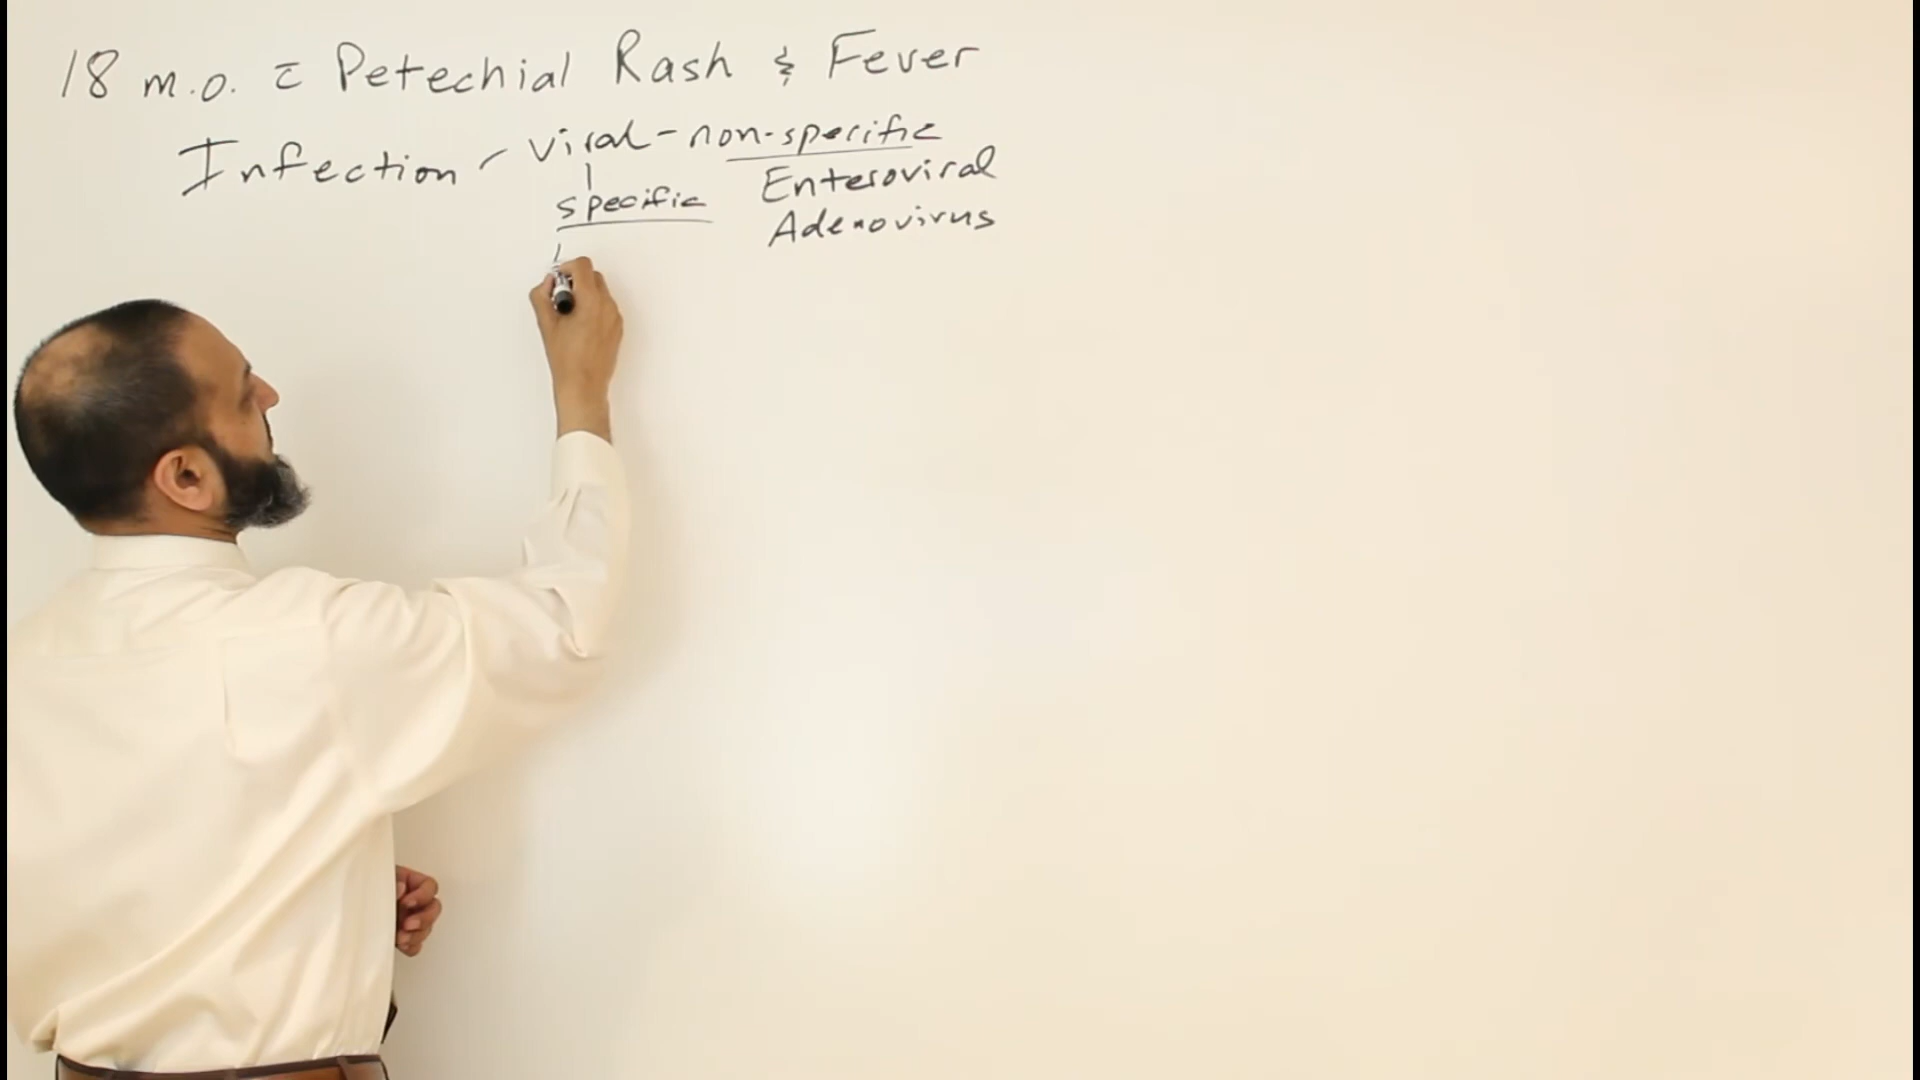 18 m.o. c̄ Petechial Rash & Fever
Infection - viral - non-specific
specific
Enteroviral
Adenovirus